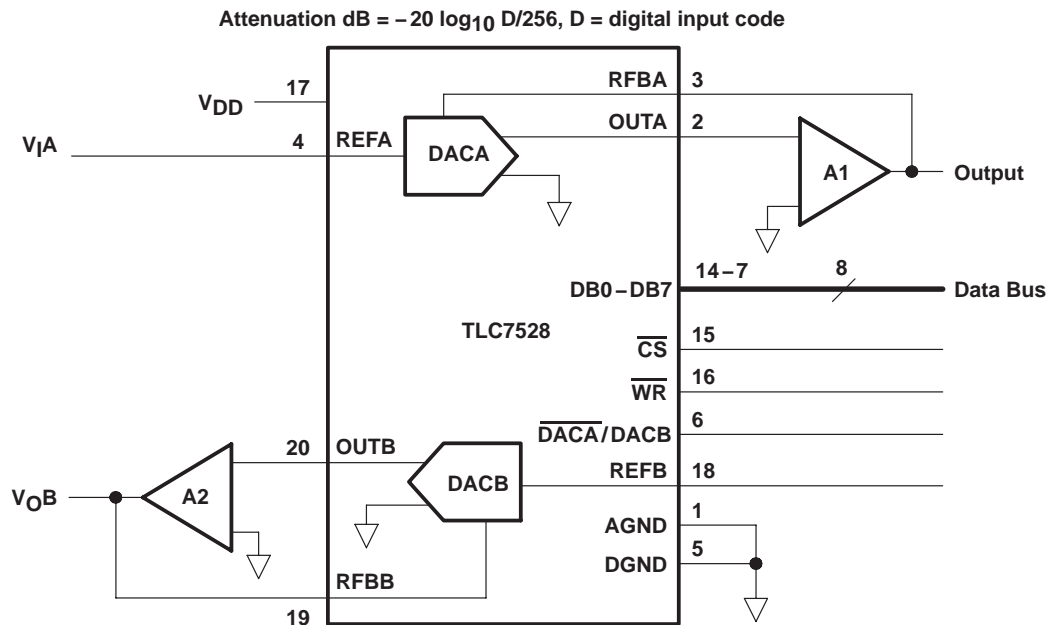 Attenuation dB = –20 log10 D/256, D = digital input code
17
VDD
RFBA
3
OUTA
2
VIA
4
REFA
DACA
A1
Output
DB0–DB7
14–7
8
Data Bus
TLC7528
CS
15
WR
16
DACA/DACB
6
REFB
18
20
OUTB
DACB
A2
VOB
AGND
1
DGND
5
RFBB
19